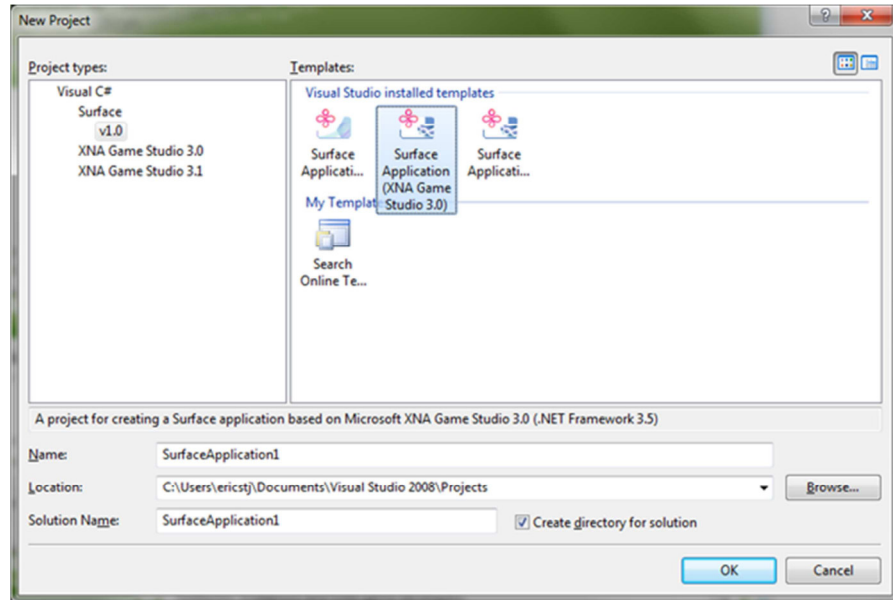 New Project
Project types:
Templates:
Visual C#
Surface
v1.0
XNA Game Studio 3.0
XNA Game Studio 3.1
Visual Studio installed templates
Surface
Applicati...
Surface
Application
(XNA Game
Studio 3.0)
Surface
Applicati...
My Templat
Search
Online Te...
A project for creating a Surface application based on Microsoft XNA Game Studio 3.0 (.NET Framework 3.5)
Name:
SurfaceApplication1
Location:
C:\Users\ericstj\Documents\Visual Studio 2008\Projects
Browse...
Solution Name:
SurfaceApplication1
Create directory for solution
OK
Cancel